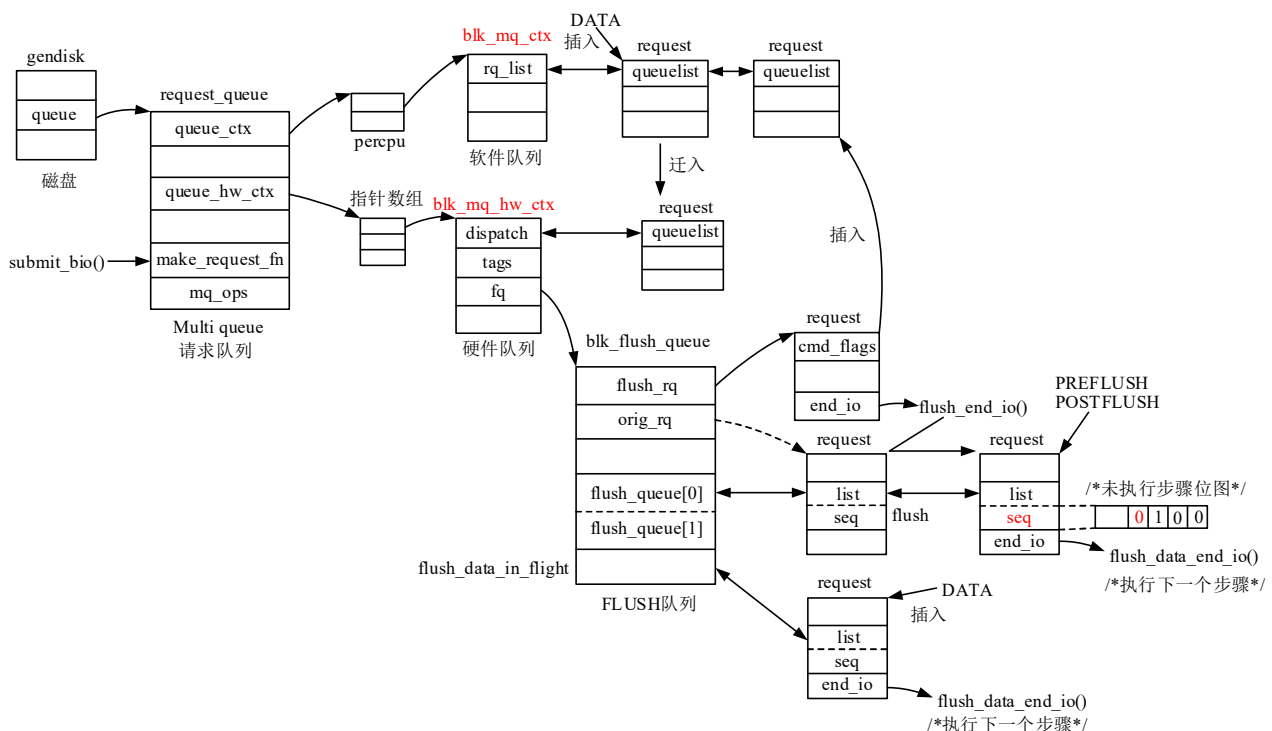 DATA
插入
blk_mq_ctx
rq_list
request
queuelist
request
queuelist
gendisk
queue
磁盘
request_queue
queue_ctx
queue_hw_ctx
make_request_fn
mq_ops
submit_bio()
Multi queue
请求队列
percpu
软件队列
迁入
指针数组
blk_mq_hw_ctx
dispatch
tags
fq
硬件队列
request
queuelist
插入
request
cmd_flags
end_io
flush_end_io()
blk_flush_queue
flush_rq
orig_rq
flush_queue[0]
flush_queue[1]
flush_data_in_flight
FLUSH队列
request
list
seq
flush
PREFLUSH
POSTFLUSH
request
list
seq
end_io
/*未执行步骤位图*/
0 1 0 0
flush_data_end_io()
/*执行下一个步骤*/
request
DATA
插入
list
seq
end_io
flush_data_end_io()
/*执行下一个步骤*/